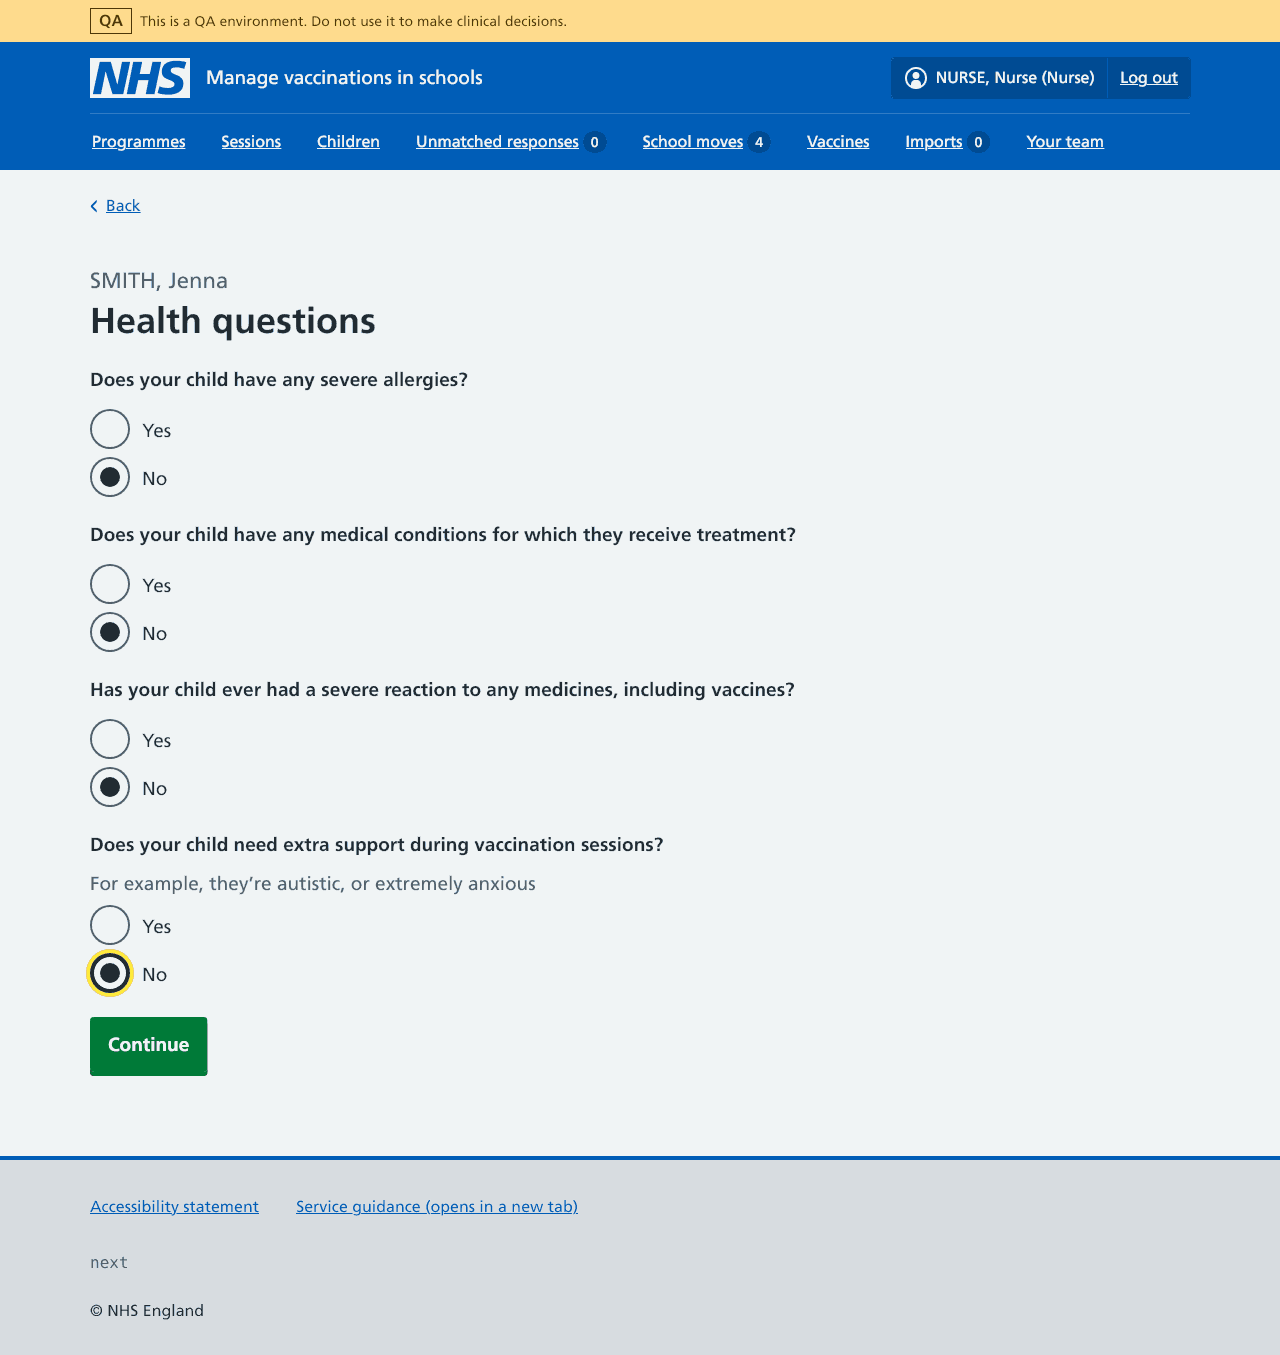 QA This is a QA environment. Do not use it to make clinical decisions.
NHS Manage vaccinations in schools NURSE, Nurse (Nurse) Log out
Programmes Sessions Children Unmatched responses 0 School moves 4 Vaccines Imports 0 Your team
Back
SMITH, Jenna
Health questions
Does your child have any severe allergies?
Yes
No
Does your child have any medical conditions for which they receive treatment?
Yes
No
Has your child ever had a severe reaction to any medicines, including vaccines?
Yes
No
Does your child need extra support during vaccination sessions?
For example, they’re autistic, or extremely anxious
Yes
No
Continue
Accessibility statement Service guidance (opens in a new tab)
next
© NHS England